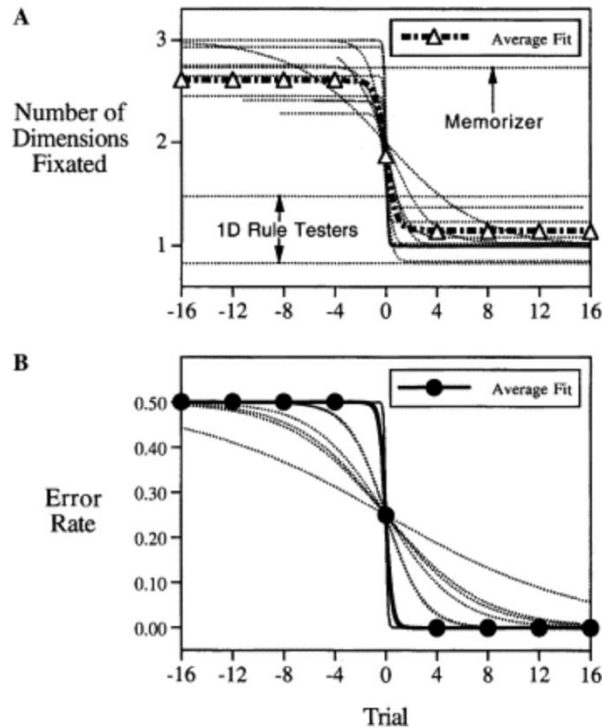 A
Average Fit
3
2
1
Number of
Dimensions
Fixated
Memorizer
1D Rule Testers
-16 -12 -8 -4 0 4 8 12 16
B
Average Fit
0.50
0.40
0.30
0.20
0.10
0.00
Error
Rate
-16 -12 -8 -4 0 4 8 12 16
Trial